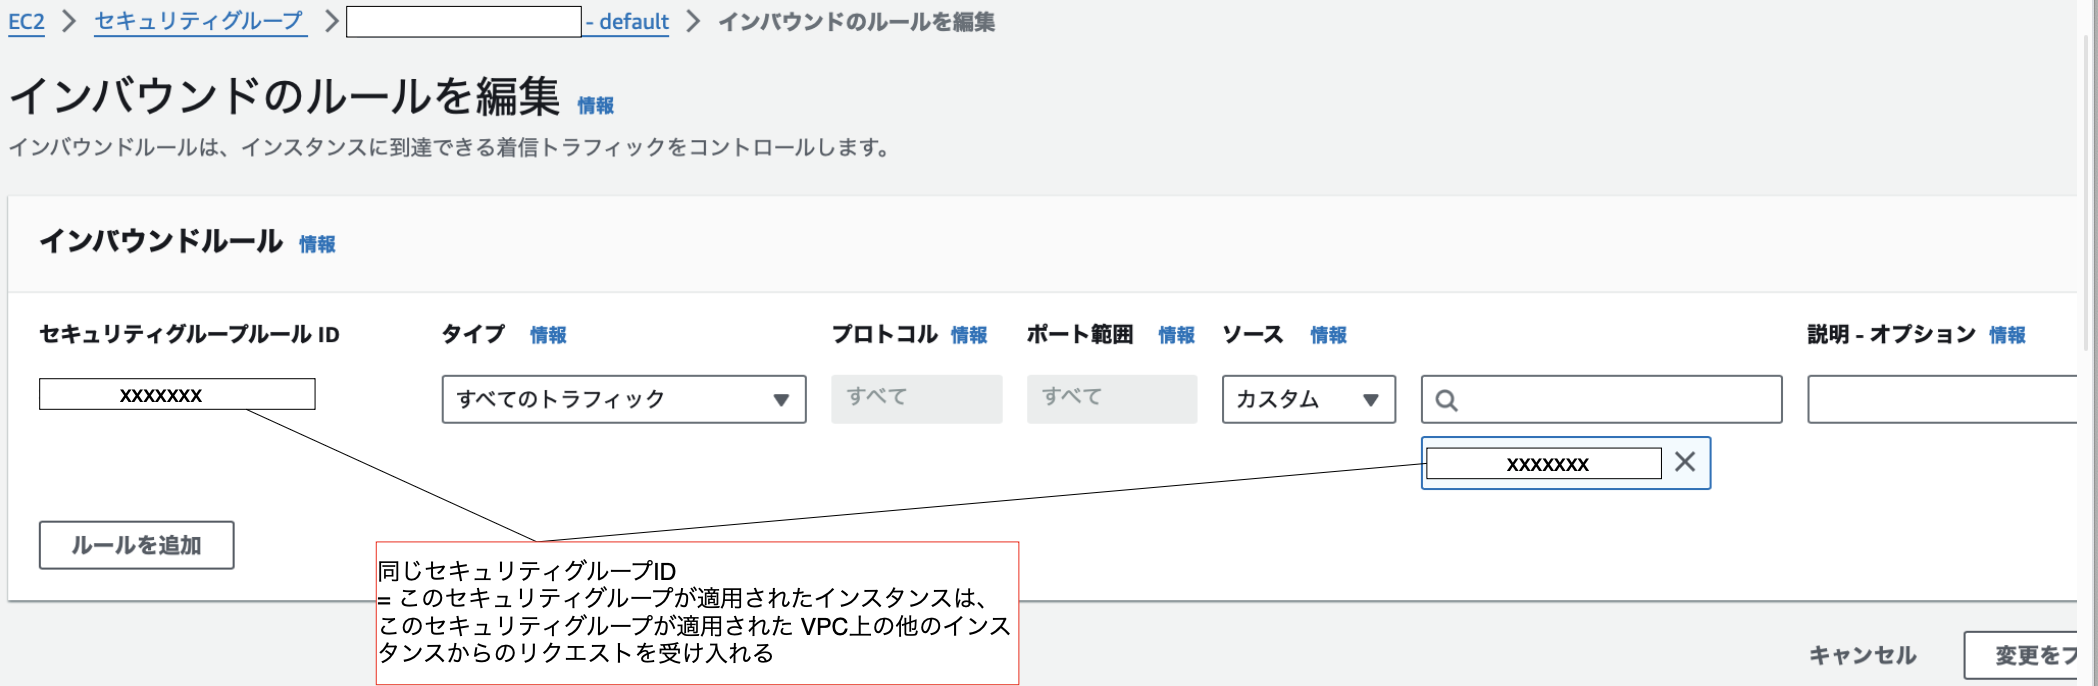 EC2 > セキュリティグループ > - default > インバウンドのルールを編集
インバウンドのルールを編集 情報
インバウンドルールは、インスタンスに到達できる着信トラフィックをコントロールします。
インバウンドルール 情報
セキュリティグループルール ID タイプ 情報 プロトコル 情報 ポート範囲 情報 ソース 情報 説明 - オプション 情報
xxxxxxx すべてのトラフィック すべて すべて カスタム
xxxxxxx
ルールを追加
同じセキュリティグループID
= このセキュリティグループが適用されたインスタンスは、
このセキュリティグループが適用された VPC上の他のインス
タンスからのリクエストを受け入れる
キャンセル 変更をプ